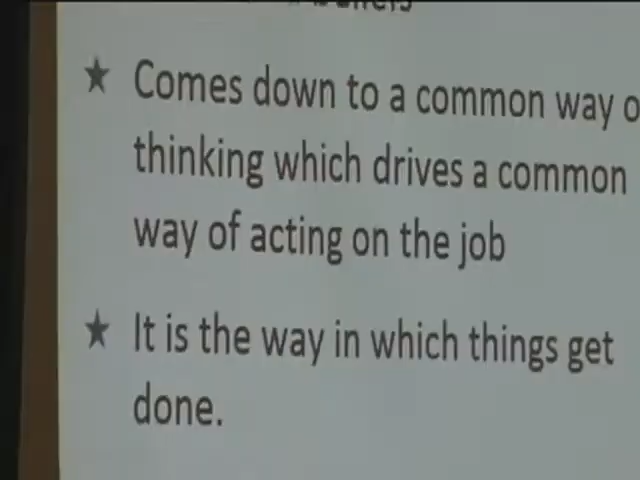 Comes down to a common way o
thinking which drives a common
way of acting on the job
It is the way in which things get
done.